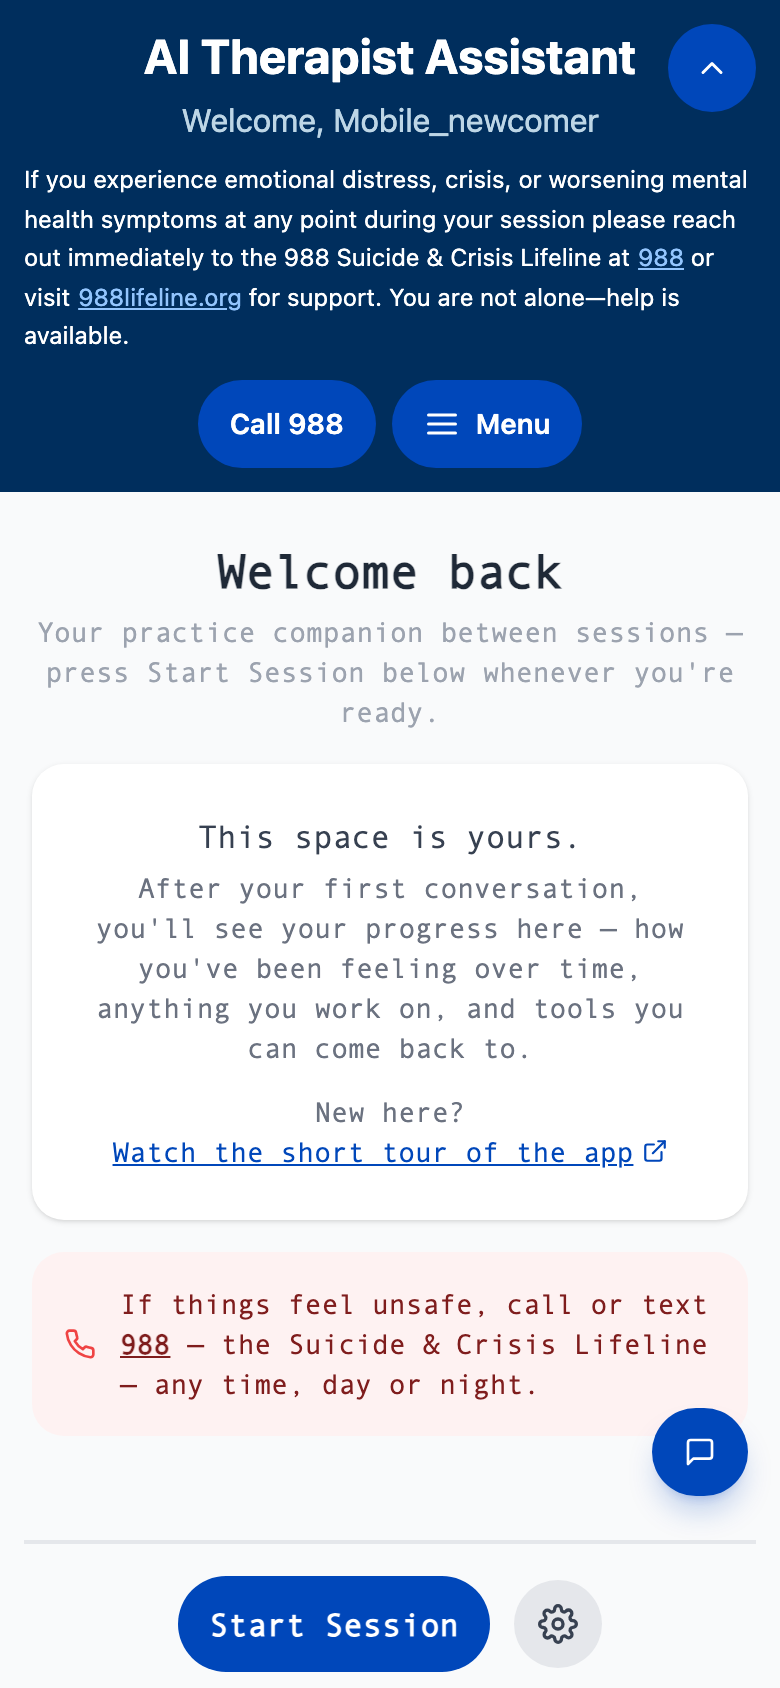 AI Therapist Assistant
Welcome, Mobile_newcomer
If you experience emotional distress, crisis, or worsening mental
health symptoms at any point during your session please reach
out immediately to the 988 Suicide & Crisis Lifeline at 988 or
visit 988lifeline.org for support. You are not alone—help is
available.
Call 988
Menu
Welcome back
Your practice companion between sessions —
press Start Session below whenever you're
ready.
This space is yours.
After your first conversation,
you'll see your progress here — how
you've been feeling over time,
anything you work on, and tools you
can come back to.
New here?
Watch the short tour of the app
If things feel unsafe, call or text
988 — the Suicide & Crisis Lifeline
— any time, day or night.
Start Session